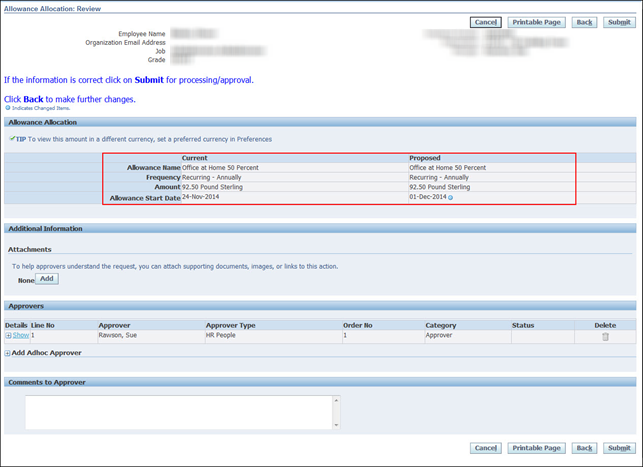 Allowance Allocation: Review
Cancel Printable Page Back Submit
Employee Name
Organization Email Address
Job
Grade
If the information is correct click on Submit for processing/approval.
Click Back to make further changes.
Indicates Changed Items.
Allowance Allocation
TIP To view this amount in a different currency, set a preferred currency in Preferences
Current Proposed
Allowance Name Office at Home 50 Percent Office at Home 50 Percent
Frequency Recurring - Annually Recurring - Annually
Amount 92.50 Pound Sterling 92.50 Pound Sterling
Allowance Start Date 24-Nov-2014 01-Dec-2014
Additional Information
Attachments
To help approvers understand the request, you can attach supporting documents, images, or links to this action.
None Add
Approvers
Details Line No Approver Approver Type Order No Category Status Delete
Show 1 Rawson, Sue HR People 1 Approver
Add Adhoc Approver
Comments to Approver
Cancel Printable Page Back Submit